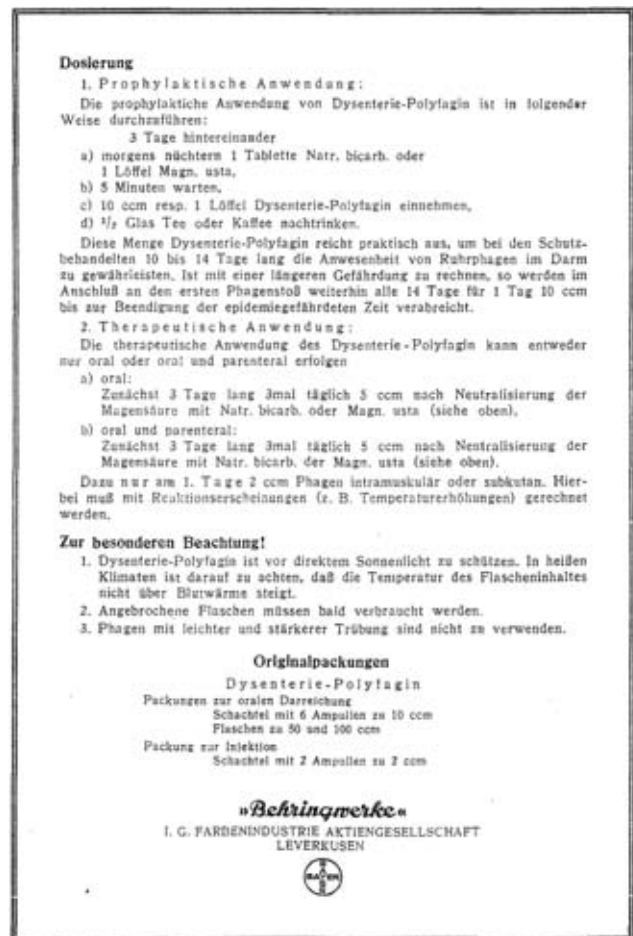 Dosierung
1. Prophylaktische Anwendung:
Die prophylaktiche Anwendung von Dysenterie-Polyfagin ist in folgender
Weise durchzuführen:
3 Tage hintereinander
a) morgens nüchtern 1 Tablette Natr. bicarb. oder
1 Löffel Magn. usta,
b) 5 Minuten warten,
c) 10 ccm resp. 1 Löffel Dysenterie-Polyfagin einnehmen,
d) Glas Tee oder Kaffee nachtrinken.
Diese Menge Dysenterie-Polyfagin reicht praktisch aus, um bei den Schutz-
behandelten 10 bis 14 Tage lang die Anwesenheit von Ruhrphagen im Darm
zu gewährleisten. Ist mit einer längeren Gefährdung zu rechnen, so werden im
Anschluß an den ersten Phagenstoß weiterhin alle 14 Tage für 1 Tag 10 ccm
bis zur Beendigung der epidemiegefährdeten Zeit verabreicht.
2. Therapeutische Anwendung:
Die therapeutische Anwendung des Dysenterie-Polyfagin kann entweder
nur oral oder oral und parenteral erfolgen
a) oral:
Zunächst 3 Tage lang 3mal täglich 5 ccm nach Neutralisierung der
Magensäure mit Natr. bicarb. oder Magn. usta (siehe oben),
b) oral und parenteral:
Zunächst 3 Tage lang 3mal täglich 5 ccm nach Neutralisierung der
Magensäure mit Natr. bicarb. der Magn. usta (siehe oben).
Dazu nur am 1. Tage 2 ccm Phagen intramuskulär oder subkutan. Hier-
bei muß mit Reaktionserscheinungen (z. B. Temperaturerhöhungen) gerechnet
werden.
Zur besonderen Beachtung!
1. Dysenterie-Polyfagin ist vor direktem Sonnenlicht zu schützen. In heißen
Klimaten ist darauf zu achten, daß die Temperatur des Flascheninhaltes
nicht über Blutwärme steigt.
2. Angebrochene Flaschen müssen bald verbraucht werden.
3. Phagen mit leichter und stärkerer Trübung sind nicht zu verwenden.
Originalpackungen
Dysenterie-Polyfagin
Packungen zur oralen Darreichung
Schachtel mit 6 Ampullen zu 10 ccm
Flaschen zu 50 und 100 ccm
Packung zur Injektion
Schachtel mit 2 Ampullen zu 2 ccm
»Behringwerke«
I. G. FARBENINDUSTRIE AKTIENGESELLSCHAFT
LEVERKUSEN
BAYER